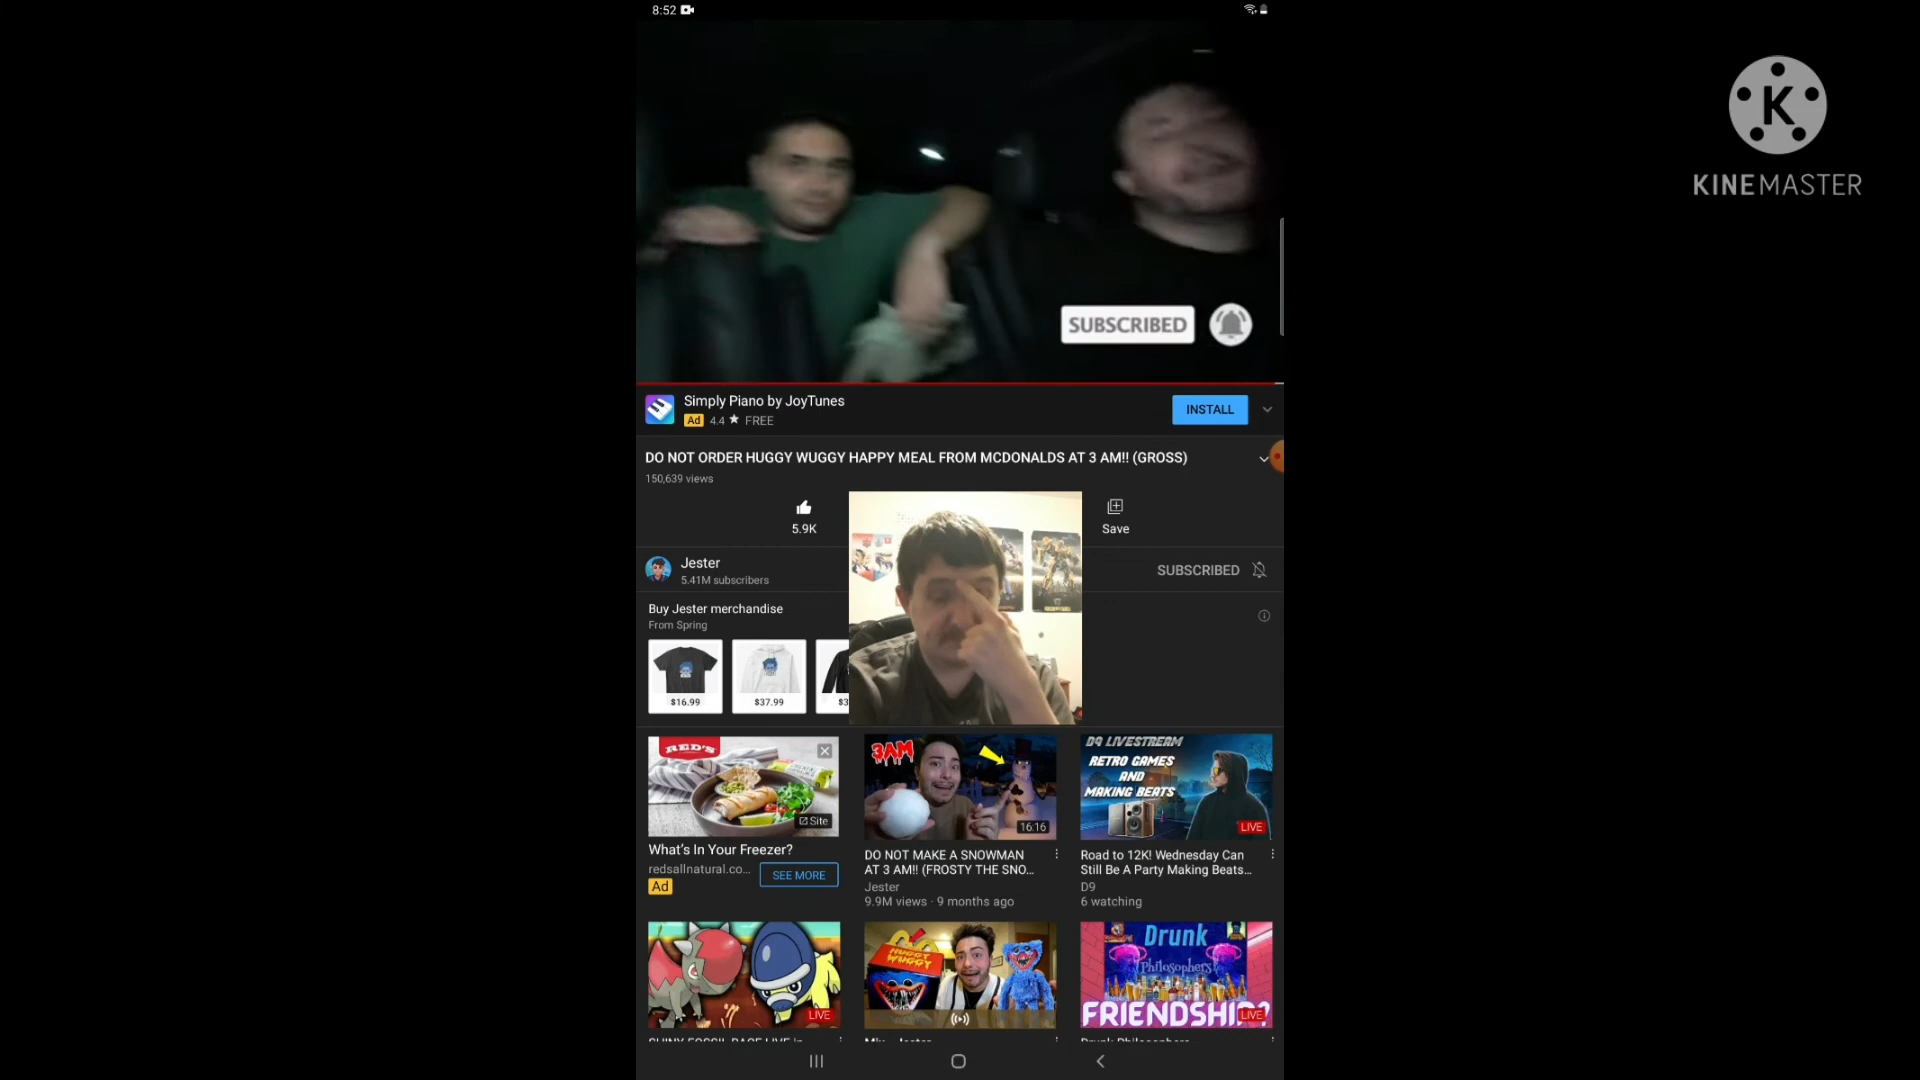 8:52
K
KINEMASTER
SUBSCRIBED
Simply Piano by JoyTunes
INSTALL
Ad 4.4 ★ FREE
DO NOT ORDER HUGGY WUGGY HAPPY MEAL FROM MCDONALDS AT 3 AM!! (GROSS)
150,639 views
5.9K
Save
Jester
5.41M subscribers
SUBSCRIBED
Buy Jester merchandise
From Spring
$16.99
$37.99
$3
RED'S
Site
What's In Your Freezer?
redsallnatural.co...
SEE MORE
Ad
3AM
16:16
DO NOT MAKE A SNOWMAN
AT 3 AM!! (FROSTY THE SNO...
Jester
9.9M views · 9 months ago
D9 LIVESTREAM
RETRO GAMES
AND
MAKING BEATS
LIVE
Road to 12K! Wednesday Can
Still Be A Party Making Beats...
D9
6 watching
LIVE
HUGGY
WUGGY
Drunk
Philosophers
FRIENDSHIP?
LIVE